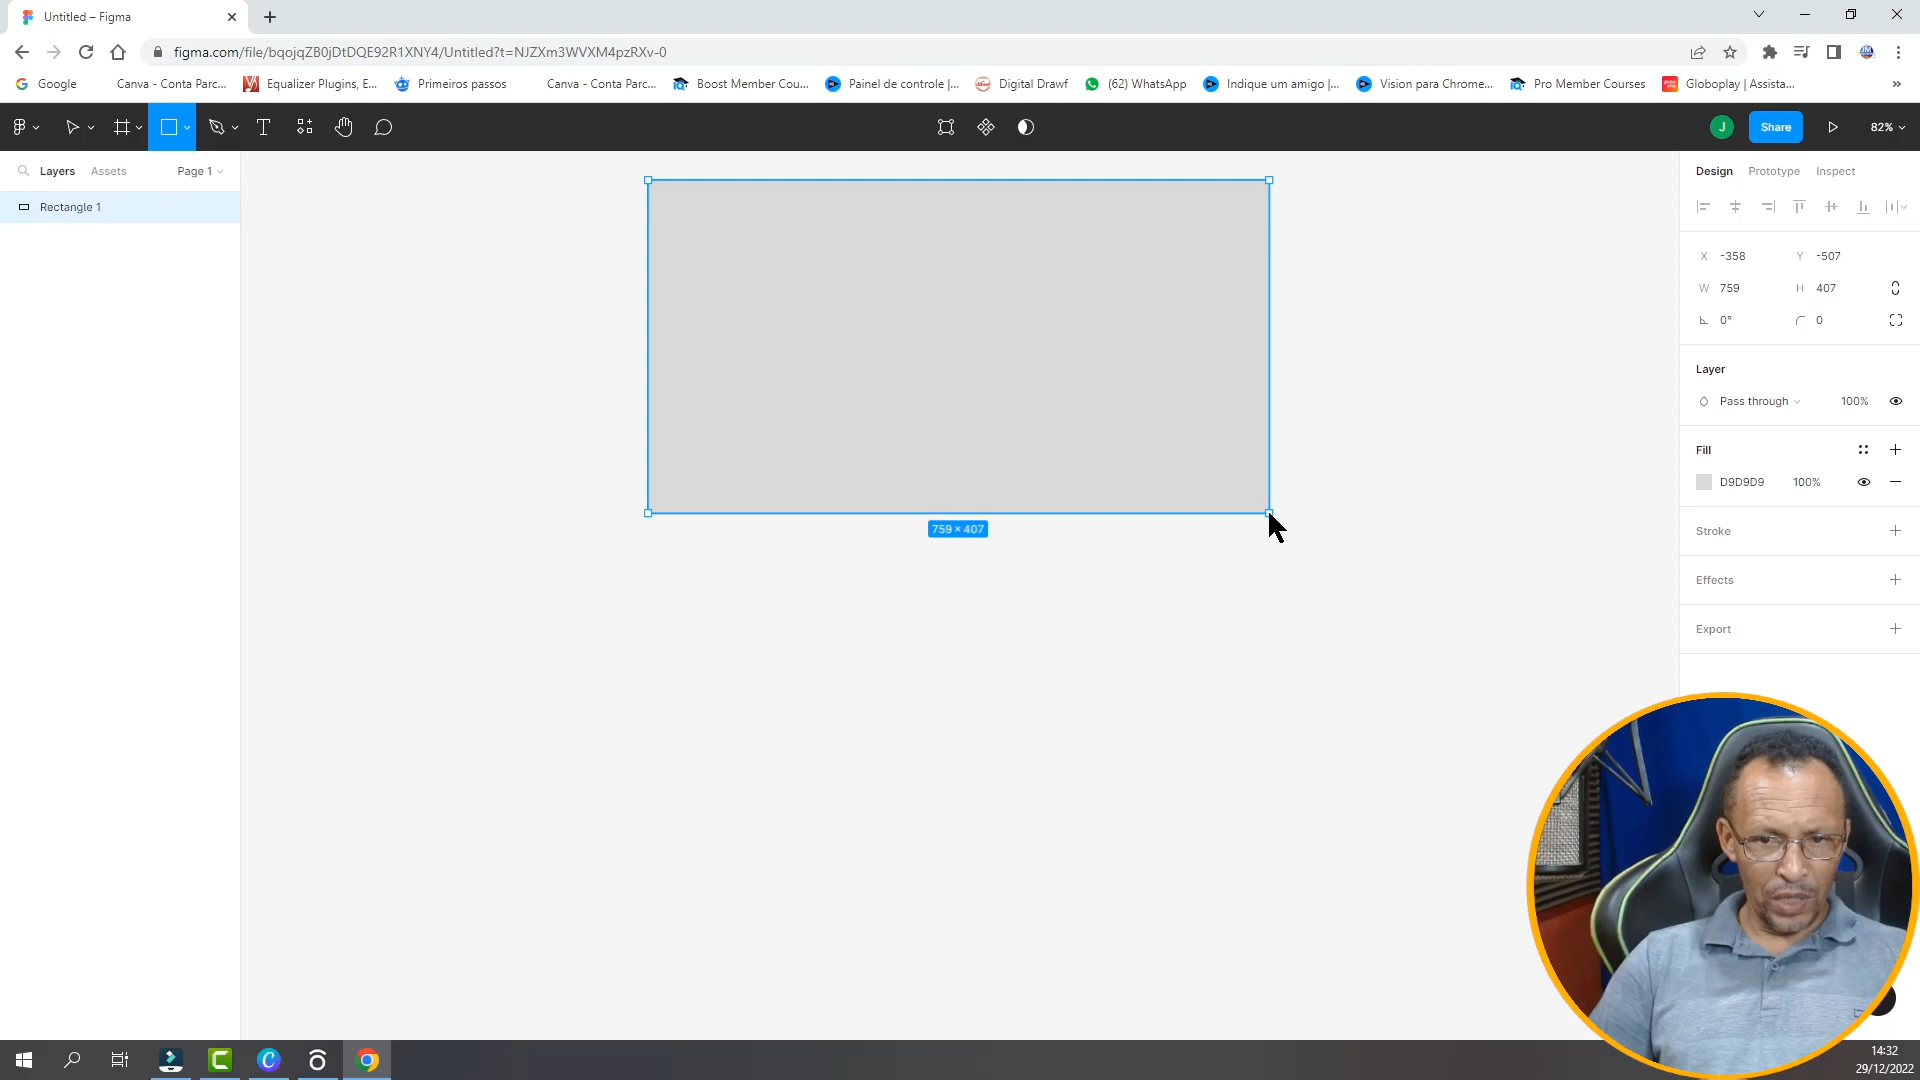 Untitled – Figma
figma.com/file/bqojqZB0jDtDQE92R1XNY4/Untitled?t=NJZXm3WVXM4pzRXv-0
Google Canva - Conta Parc... Equalizer Plugins, E... Primeiros passos Canva - Conta Parc... Boost Member Cou... Painel de controle |... Digital Drawf (62) WhatsApp Indique um amigo |... Vision para Chrome... Pro Member Courses Globoplay | Assista... »
J Share 82%
Layers Assets Page 1
Design Prototype Inspect
Rectangle 1
X -358 Y -507
W 759 H 407
0° 0
Layer
Pass through 100%
Fill
D9D9D9 100%
759 × 407
Stroke
Effects
Export
14:32
29/12/2022